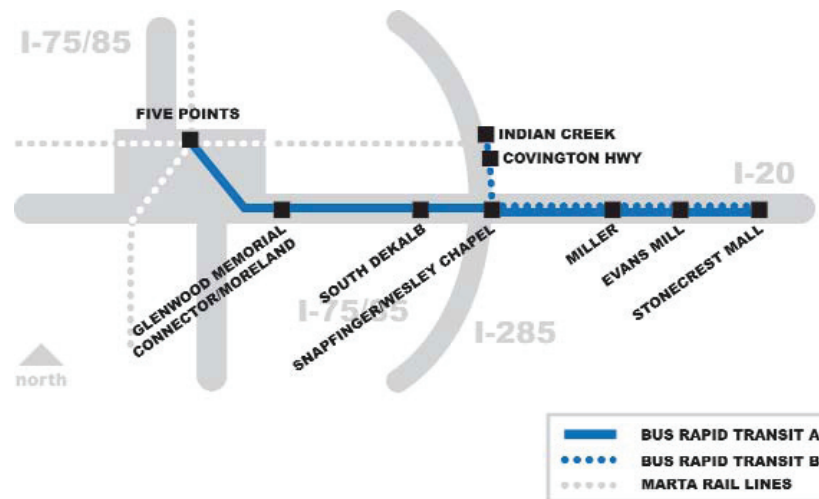 I-75/85
FIVE POINTS
INDIAN CREEK
COVINGTON HWY
I-20
GLENWOOD MEMORIAL
CONNECTOR/MORELAND
SOUTH DEKALB
SNAPFINGER/WESLEY CHAPEL
MILLER
EVANS MILL
STONECREST MALL
I-75/85
I-285
north
BUS RAPID TRANSIT A
BUS RAPID TRANSIT B
MARTA RAIL LINES